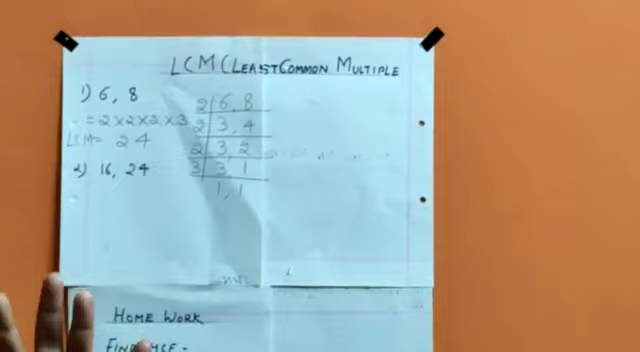 LCM (LEAST COMMON MULTIPLE
1) 6, 8
= 2×2×2×3
LCM= 24
2 | 6, 8
2 | 3, 4
2 | 3, 2
3 | 3, 1
1, 1
2) 16, 24
HOME WORK